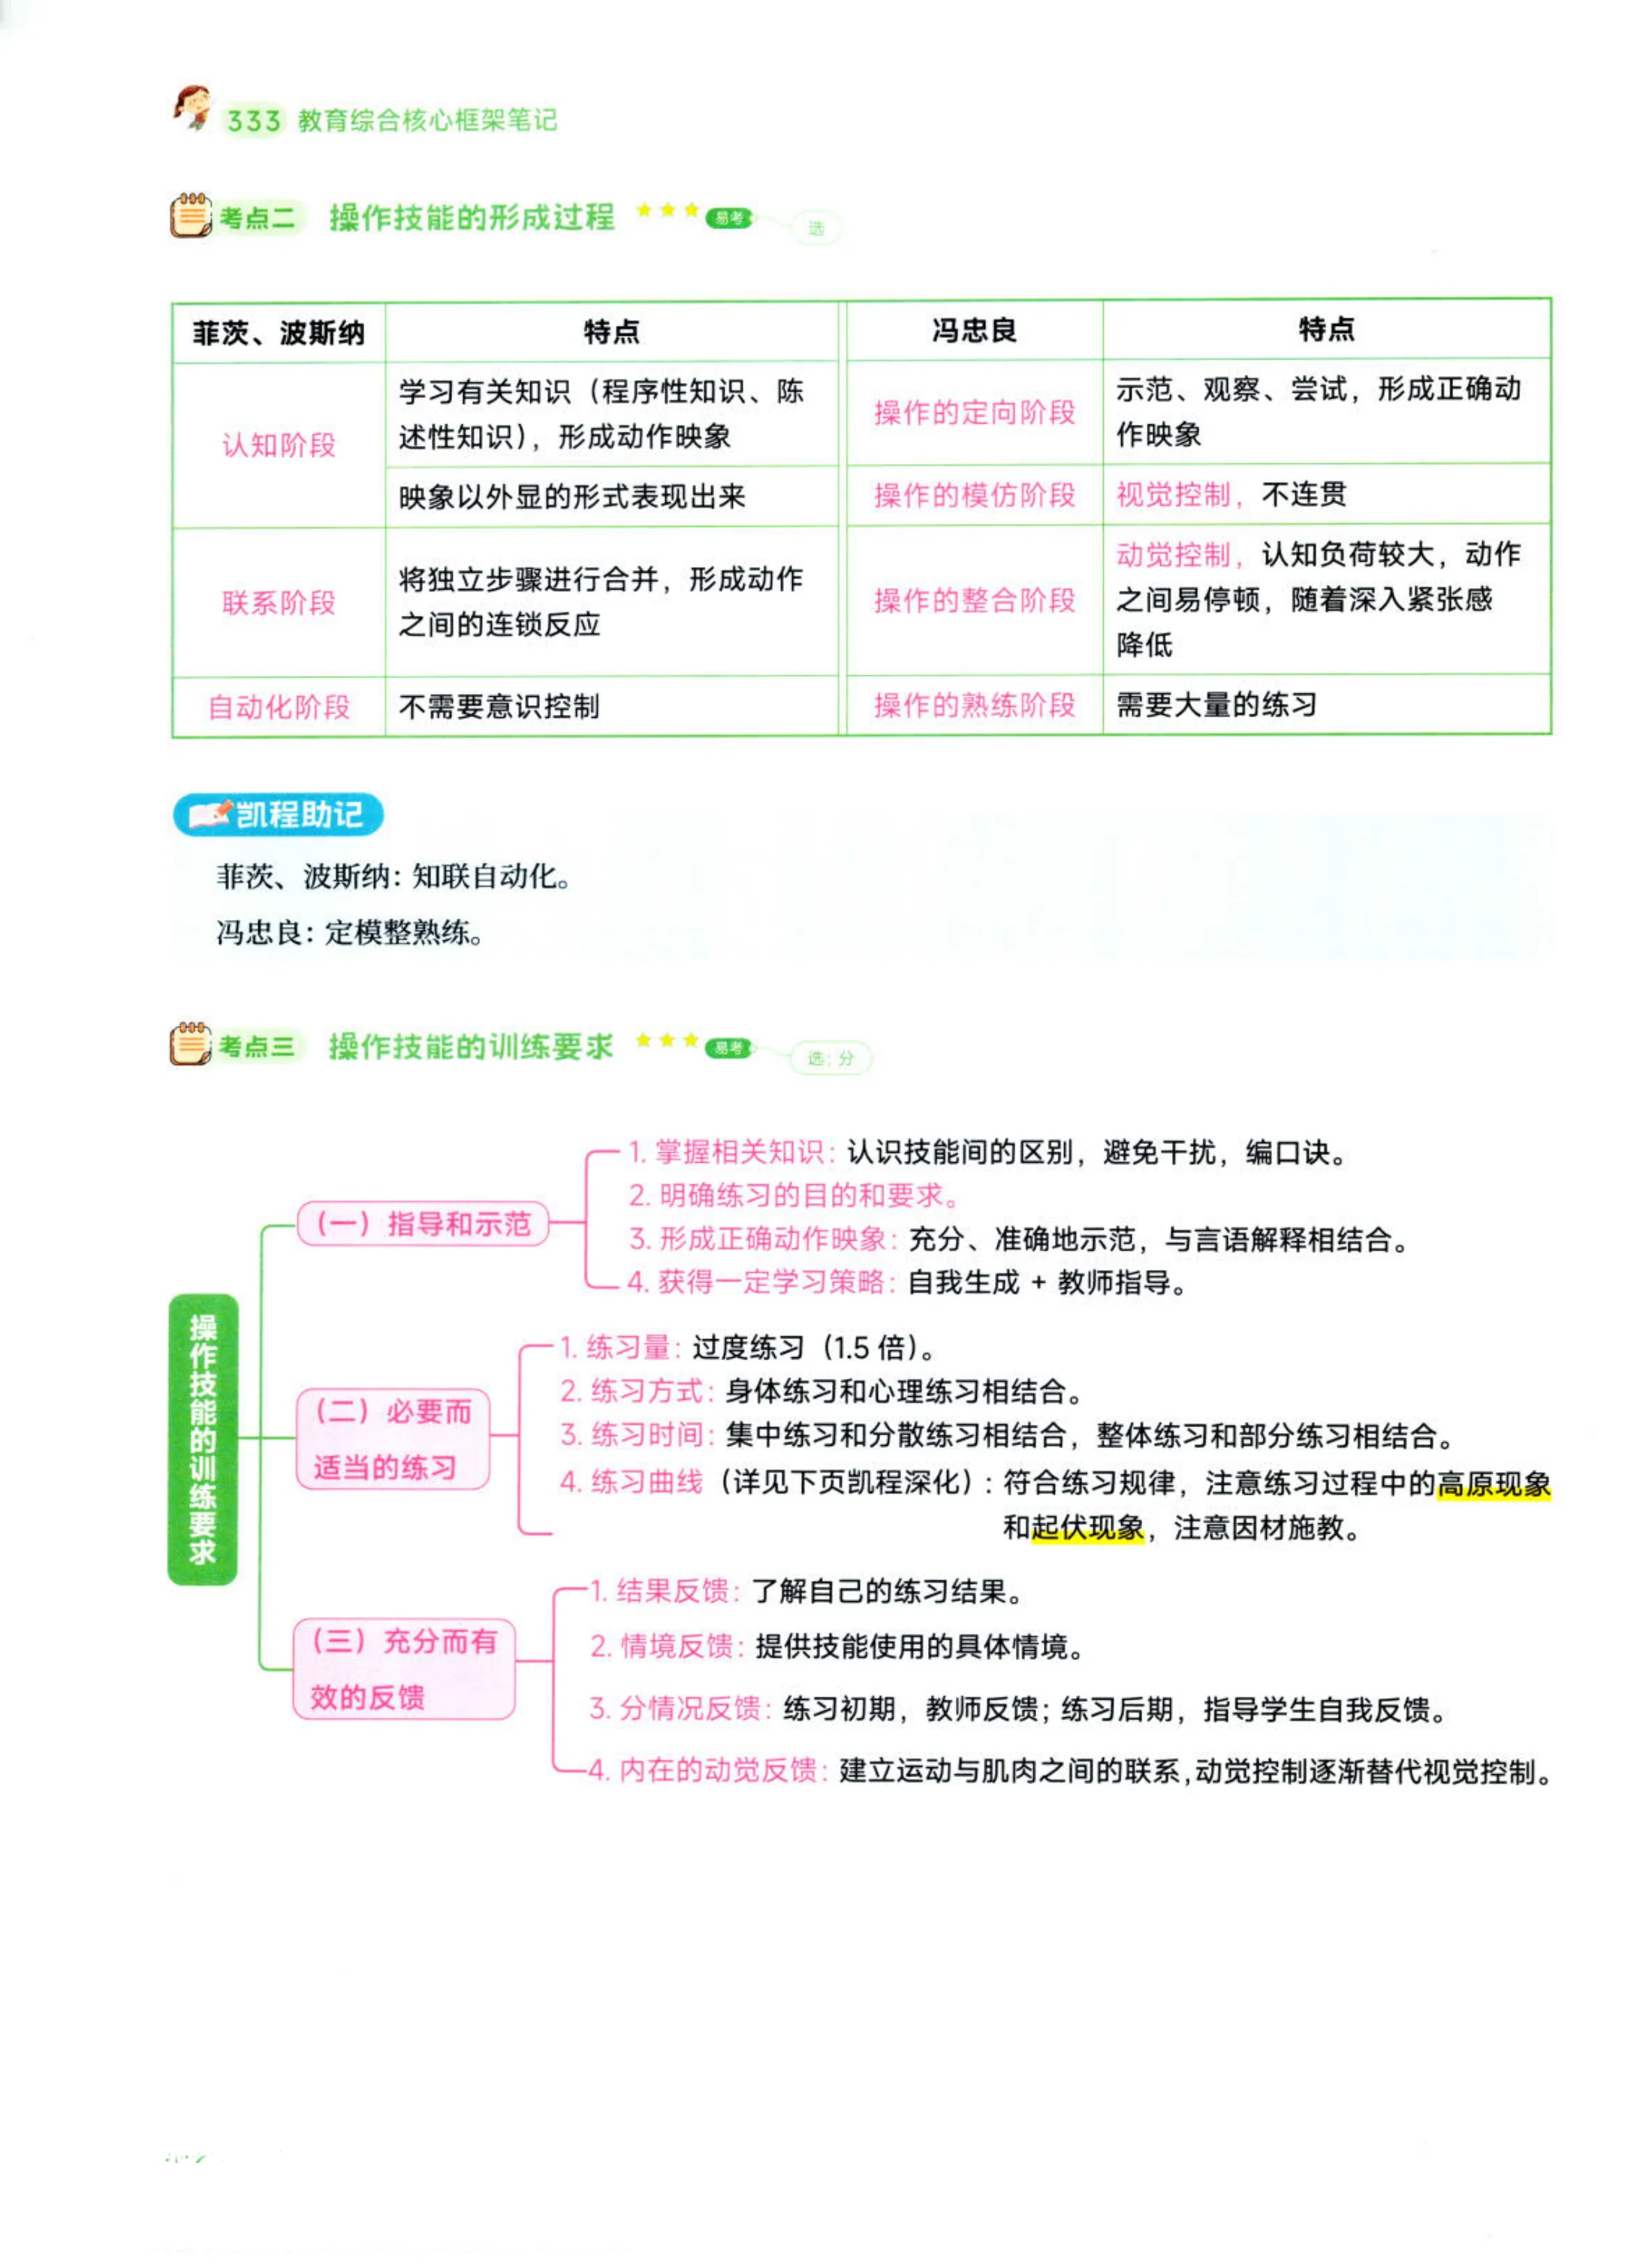 333 教育综合核心框架笔记
考点二 操作技能的形成过程 易考 选
菲茨、波斯纳 特点 冯忠良 特点
认知阶段
学习有关知识（程序性知识、陈
述性知识），形成动作映象
操作的定向阶段
示范、观察、尝试，形成正确动
作映象
映象以外显的形式表现出来
操作的模仿阶段
视觉控制，不连贯
联系阶段
将独立步骤进行合并，形成动作
之间的连锁反应
操作的整合阶段
动觉控制，认知负荷较大，动作
之间易停顿，随着深入紧张感
降低
自动化阶段
不需要意识控制
操作的熟练阶段
需要大量的练习
凯程助记
菲茨、波斯纳：知联自动化。
冯忠良：定模整熟练。
考点三 操作技能的训练要求 易考 选；分
操作技能的训练要求
（一）指导和示范
1. 掌握相关知识：认识技能间的区别，避免干扰，编口诀。
2. 明确练习的目的和要求。
3. 形成正确动作映象：充分、准确地示范，与言语解释相结合。
4. 获得一定学习策略：自我生成 + 教师指导。
（二）必要而
适当的练习
1. 练习量：过度练习（1.5 倍）。
2. 练习方式：身体练习和心理练习相结合。
3. 练习时间：集中练习和分散练习相结合，整体练习和部分练习相结合。
4. 练习曲线（详见下页凯程深化）：符合练习规律，注意练习过程中的高原现象
和起伏现象，注意因材施教。
（三）充分而有
效的反馈
1. 结果反馈：了解自己的练习结果。
2. 情境反馈：提供技能使用的具体情境。
3. 分情况反馈：练习初期，教师反馈；练习后期，指导学生自我反馈。
4. 内在的动觉反馈：建立运动与肌肉之间的联系，动觉控制逐渐替代视觉控制。